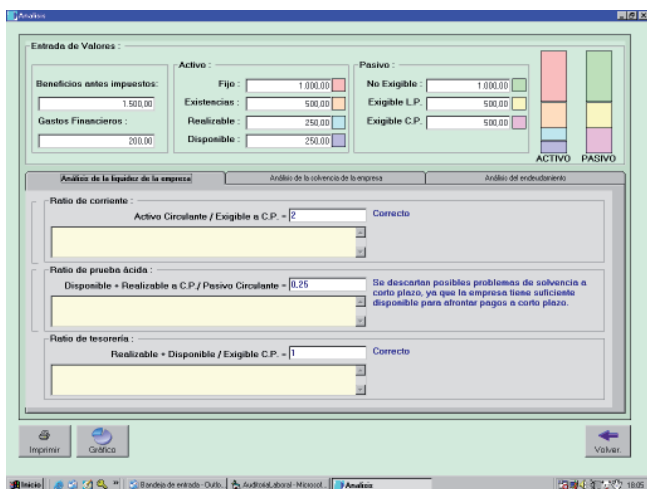 Analisis
Entrada de Valores :
Beneficios antes impuestos:
1.500,00
Gastos Financieros :
200,00
Activo :
Fijo :
1.000,00
Existencias :
500,00
Realizable :
250,00
Disponible :
250,00
Pasivo :
No Exigible :
1.000,00
Exigible L.P.
500,00
Exigible C.P.
500,00
ACTIVO PASIVO
Análisis de la liquidez de la empresa
Análisis de la solvencia de la empresa
Análisis del endeudamiento
Ratio de corriente :
Activo Circulante / Exigible a C.P. = 2 Correcto
Ratio de prueba ácida :
Disponible + Realizable a C.P./ Pasivo Circulante = 0,25
Se descartan posibles problemas de solvencia a
corto plazo, ya que la empresa tiene suficiente
disponible para afrontar pagos a corto plazo.
Ratio de tesorería :
Realizable + Disponible / Exigible C.P. = 1 Correcto
Imprimir
Gráfico
Volver.
Inicio
Bandeja de entrada - Outlo...
AuditoriaLaboral - Microsof...
Analisis
18:05